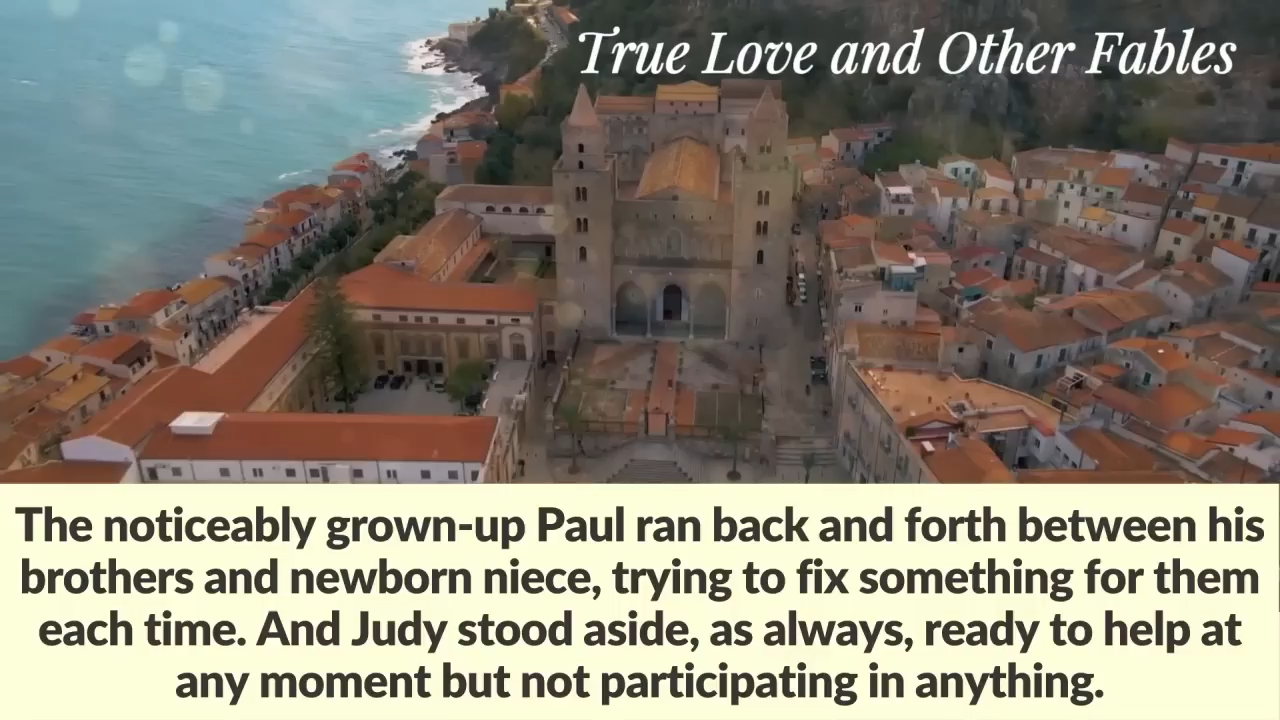 True Love and Other Fables
The noticeably grown-up Paul ran back and forth between his
brothers and newborn niece, trying to fix something for them
each time. And Judy stood aside, as always, ready to help at
any moment but not participating in anything.